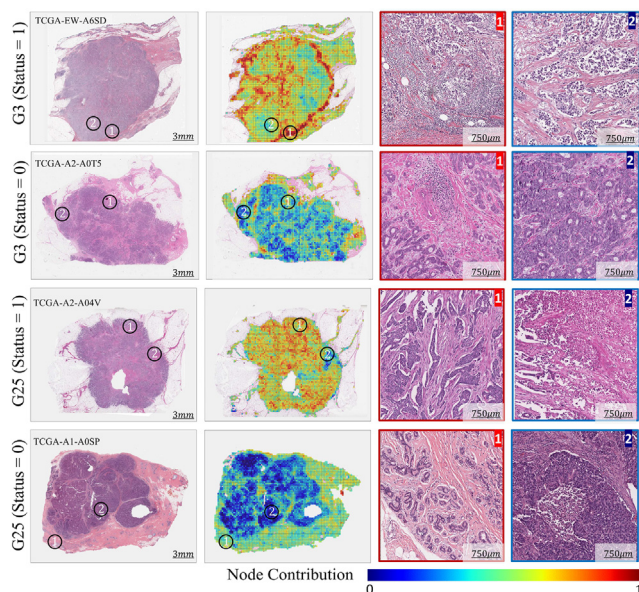 G3 (Status = 1)
TCGA-EW-A6SD
2
1
3mm
2
1
1
750μm
2
750μm
G3 (Status = 0)
TCGA-A2-A0T5
1
2
3mm
1
2
1
750μm
2
750μm
G25 (Status = 1)
TCGA-A2-A04V
1
2
3mm
1
2
1
750μm
2
750μm
G25 (Status = 0)
TCGA-A1-A0SP
2
1
3mm
2
1
1
750μm
2
750μm
Node Contribution
0
1